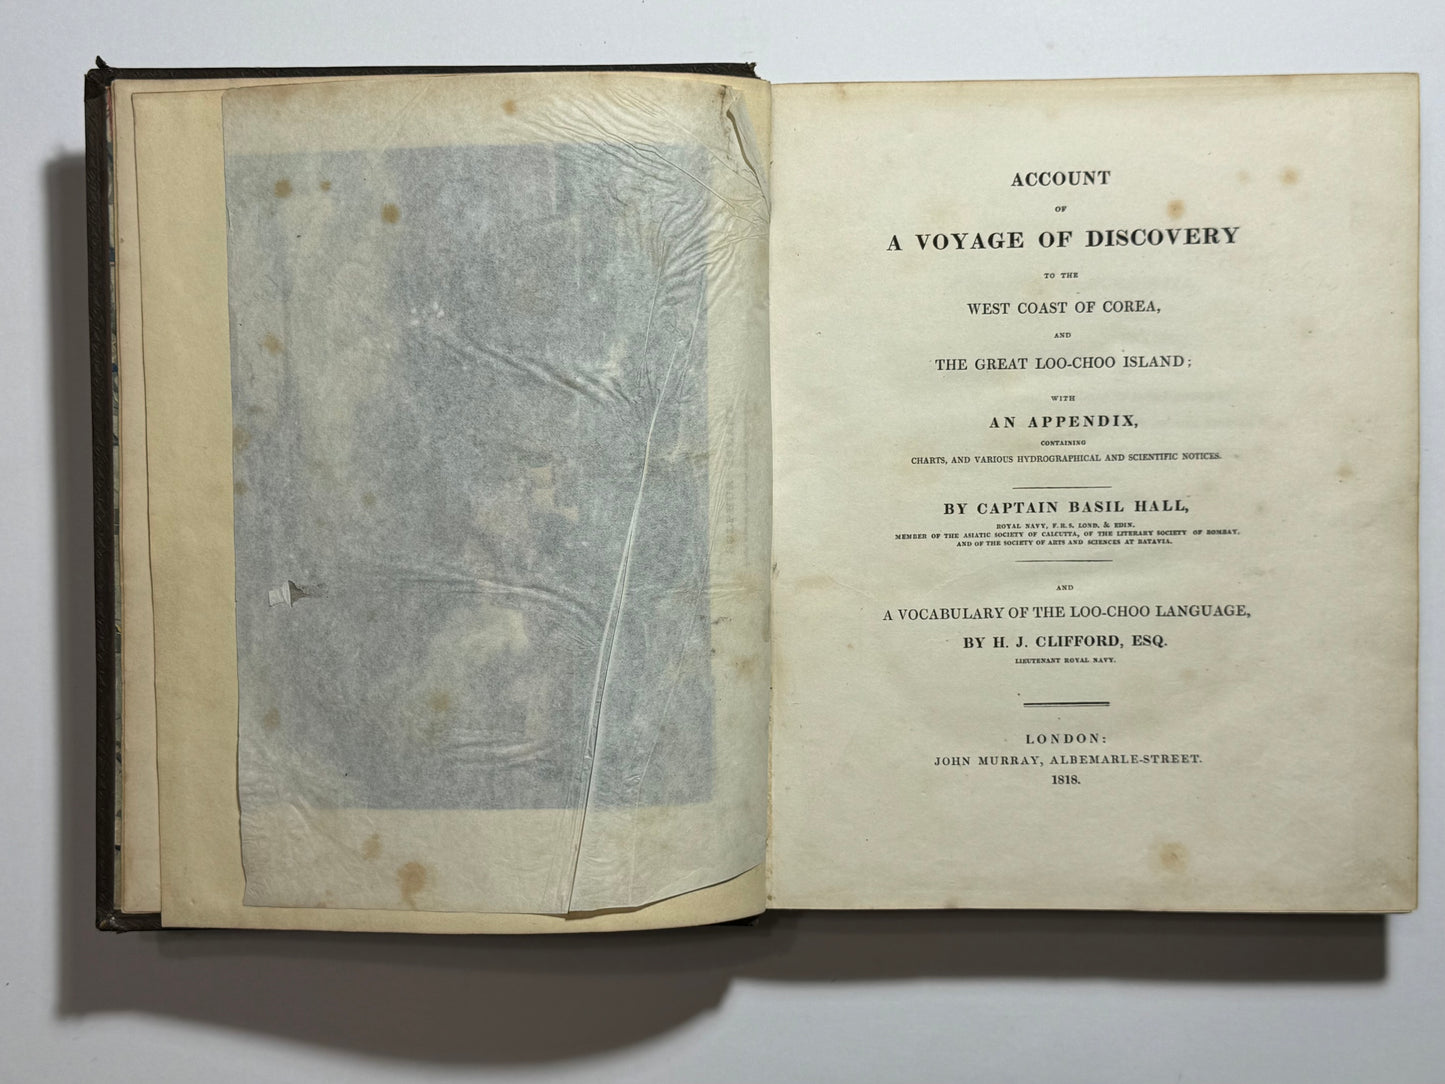 ACCOUNT
OF
A VOYAGE OF DISCOVERY
TO THE
WEST COAST OF COREA,
AND
THE GREAT LOO-CHOO ISLAND;
WITH
AN APPENDIX,
CONTAINING
CHARTS, AND VARIOUS HYDROGRAPHICAL AND SCIENTIFIC NOTICES.
BY CAPTAIN BASIL HALL,
ROYAL NAVY, F.R.S. LOND. & EDIN.
MEMBER OF THE ASIATIC SOCIETY OF CALCUTTA, OF THE LITERARY SOCIETY OF BOMBAY,
AND OF THE SOCIETY OF ARTS AND SCIENCES AT BATAVIA.
AND
A VOCABULARY OF THE LOO-CHOO LANGUAGE,
BY H. J. CLIFFORD, ESQ.
LIEUTENANT ROYAL NAVY.
LONDON:
JOHN MURRAY, ALBEMARLE-STREET.
1818.